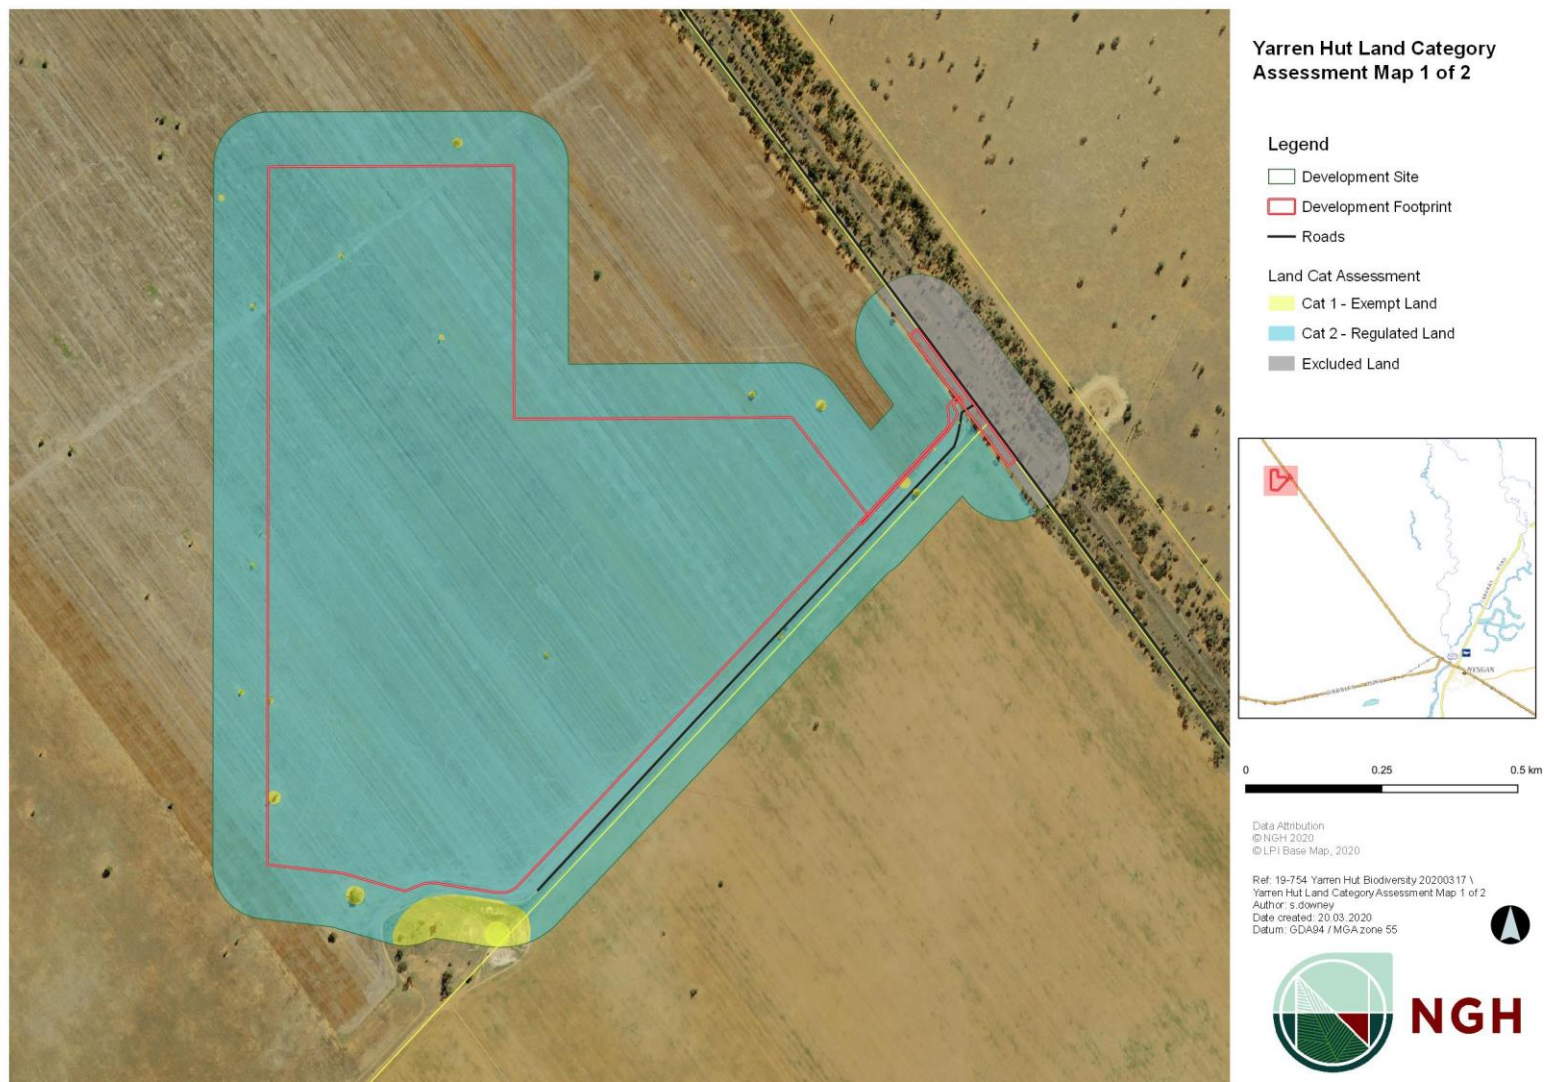 Yarren Hut Land Category
Assessment Map 1 of 2
Legend
Development Site
Development Footprint
Roads
Land Cat Assessment
Cat 1 - Exempt Land
Cat 2 - Regulated Land
Excluded Land
NYNGAN
0 0.25 0.5 km
Data Attribution
© NGH 2020
© LPI Base Map, 2020
Ref: 19-754 Yarren Hut Biodiversity 20200317 \
Yarren Hut Land Category Assessment Map 1 of 2
Author: s.downey
Date created: 20.03.2020
Datum: GDA94 / MGA zone 55
NGH